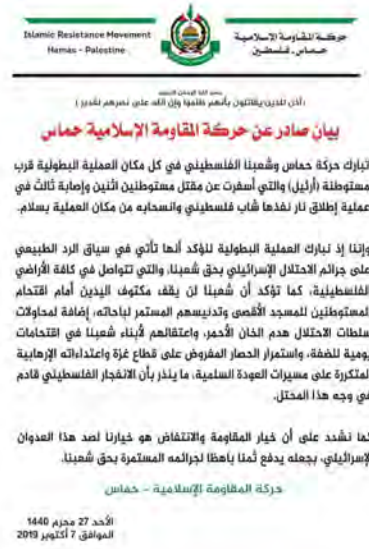 Islamic Resistance Movement
Hamas - Palestine
حركة المقاومة الإسلامية
حماس - فلسطين
بسم الله الرحمن الرحيم
(أذن للذين يقاتلون بأنهم ظلموا وإن الله على نصرهم لقدير )
بيان صادر عن حركة المقاومة الإسلامية حماس
تبارك حركة حماس وشعبنا الفلسطيني في كل مكان العملية البطولية قرب
مستوطنة (أرئيل) والتي أسفرت عن مقتل مستوطنين اثنين وإصابة ثالث في
عملية إطلاق نار نفذها شاب فلسطيني وانسحابه من مكان العملية بسلام.
وإننا إذ نبارك العملية البطولية لنؤكد أنها تأتي في سياق الرد الطبيعي
على جرائم الاحتلال الإسرائيلي بحق شعبنا، والتي تتواصل في كافة الأراضي
الفلسطينية، كما نؤكد أن شعبنا لن يقف مكتوف اليدين أمام اقتحام
المستوطنين للمسجد الأقصى وتدنيسهم المستمر لباحاته، إضافة لمحاولات
سلطات الاحتلال هدم الخان الأحمر، واعتقالهم لأبناء شعبنا في اقتحامات
يومية للضفة، واستمرار الحصار المفروض على قطاع غزة واعتداءاته الإرهابية
المتكررة على مسيرات العودة السلمية، ما ينذر بأن الانفجار الفلسطيني قادم
في وجه هذا المحتل.
كما نشدد على أن خيار المقاومة والانتفاض هو خيارنا لصد هذا العدوان
الإسرائيلي، بجعله يدفع ثمنا باهظا لجرائمه المستمرة بحق شعبنا.
حركة المقاومة الإسلامية – حماس
الأحد 27 محرم 1440
الموافق 7 أكتوبر 2019